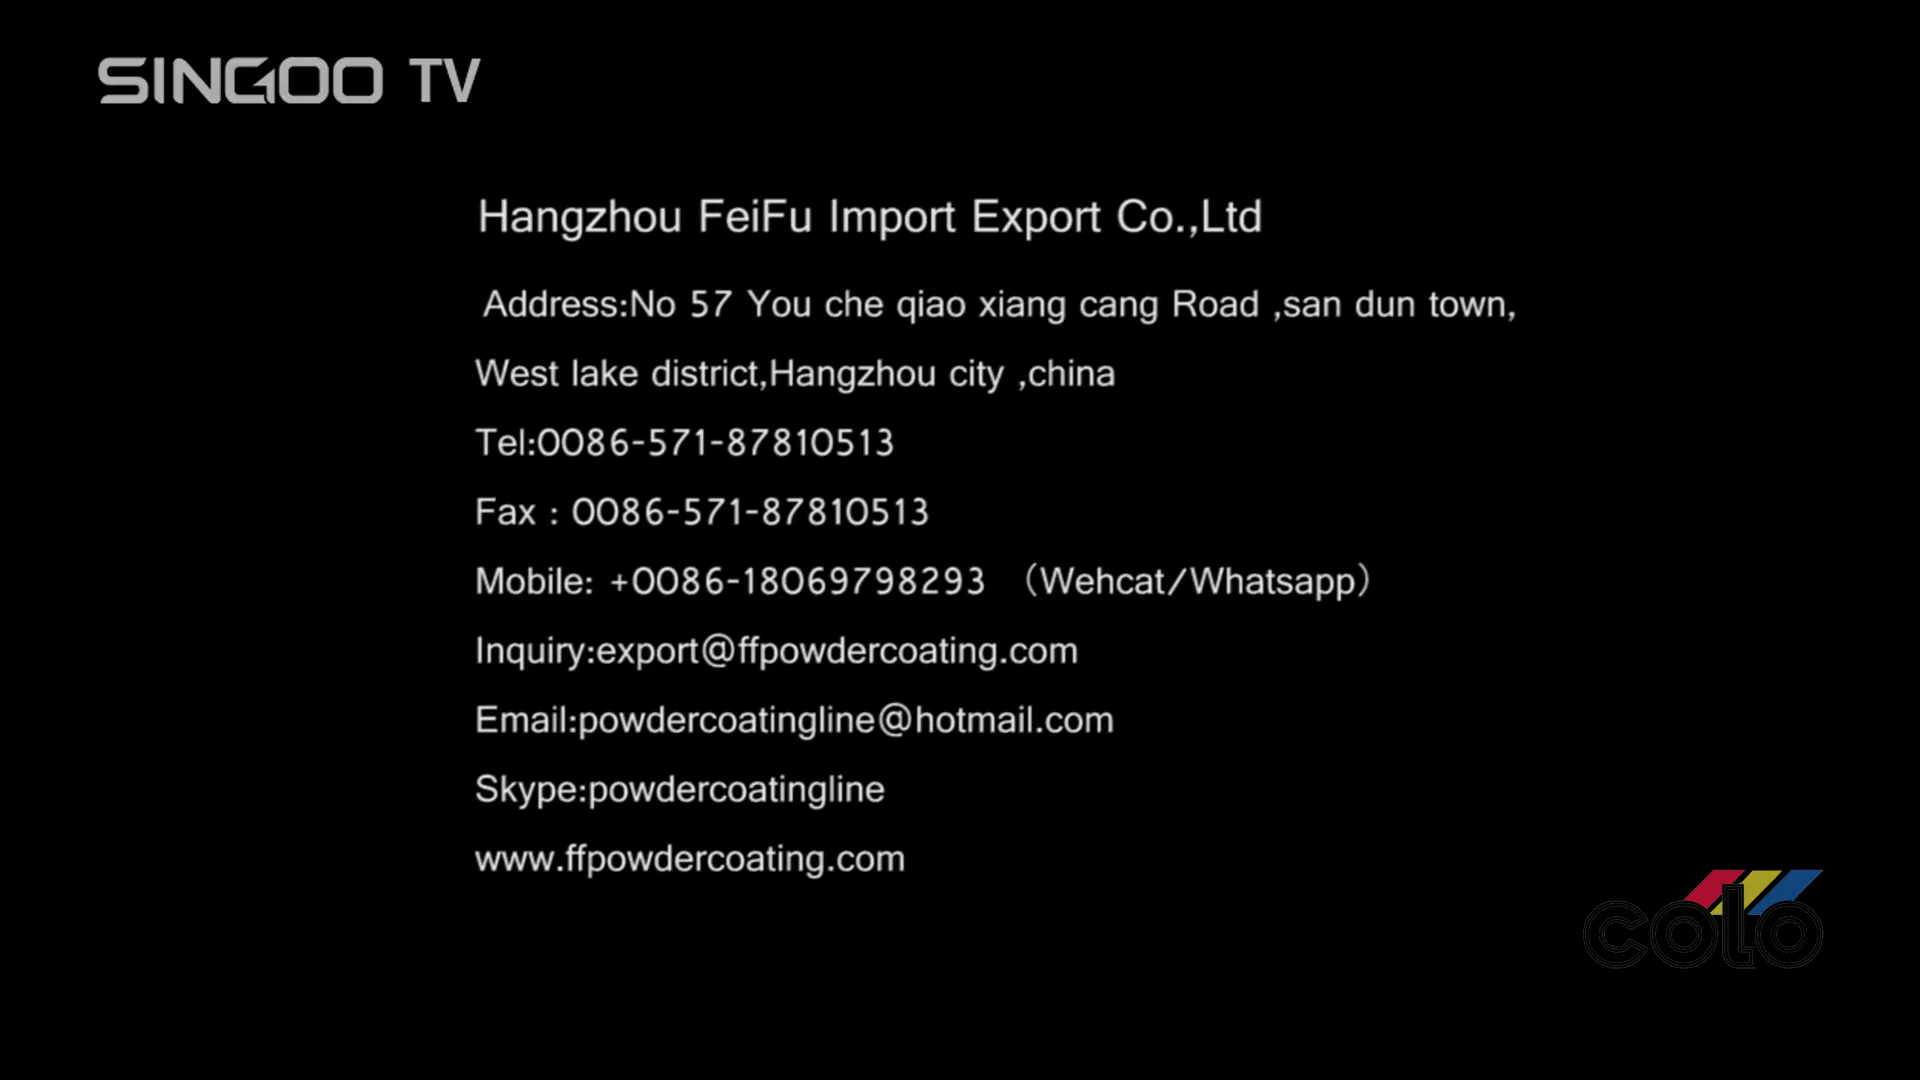 SINGOO TV
Hangzhou FeiFu Import Export Co.,Ltd
Address:No 57 You che qiao xiang cang Road ,san dun town,
West lake district,Hangzhou city ,china
Tel:0086-571-87810513
Fax : 0086-571-87810513
Mobile: +0086-18069798293 （Wehcat/Whatsapp）
Inquiry:export@ffpowdercoating.com
Email:powdercoatingline@hotmail.com
Skype:powdercoatingline
www.ffpowdercoating.com
colo